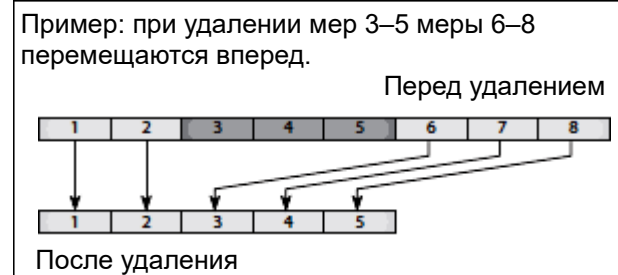 Пример: при удалении мер 3–5 меры 6–8
перемещаются вперед.
Перед удалением
1 2 3 4 5 6 7 8
1 2 3 4 5
После удаления